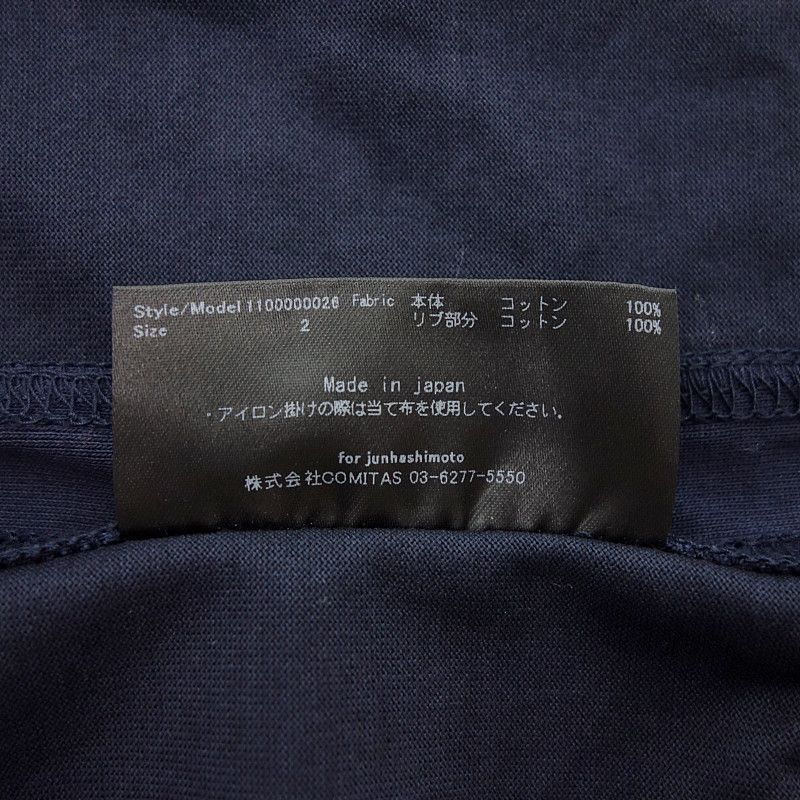 Style/Model 1100000026 Fabric 本体 コットン 100%
Size 2 リブ部分 コットン 100%
Made in japan
・アイロン掛けの際は当て布を使用してください。
for junhashimoto
株式会社COMITAS 03-6277-5550